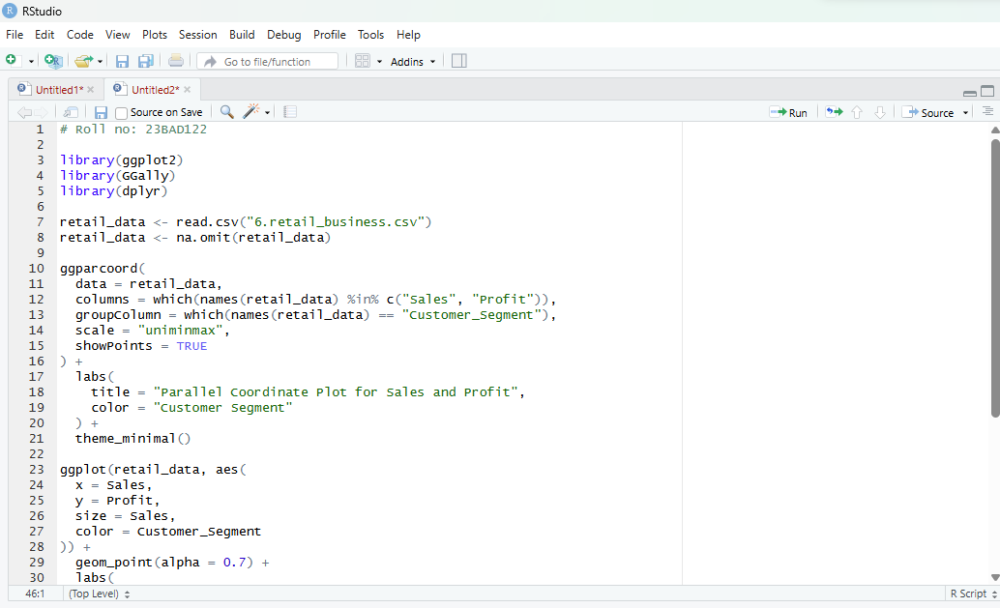 RStudio
File Edit Code View Plots Session Build Debug Profile Tools Help
Go to file/function Addins
Untitled1* Untitled2*
Source on Save Run Source
1 # Roll no: 23BAD122
2
3 library(ggplot2)
4 library(GGally)
5 library(dplyr)
6
7 retail_data <- read.csv("6.retail_business.csv")
8 retail_data <- na.omit(retail_data)
9
10 ggparcoord(
11   data = retail_data,
12   columns = which(names(retail_data) %in% c("Sales", "Profit")),
13   groupColumn = which(names(retail_data) == "Customer_Segment"),
14   scale = "uniminmax",
15   showPoints = TRUE
16 ) +
17   labs(
18     title = "Parallel Coordinate Plot for Sales and Profit",
19     color = "Customer Segment"
20   ) +
21   theme_minimal()
22
23 ggplot(retail_data, aes(
24   x = Sales,
25   y = Profit,
26   size = Sales,
27   color = Customer_Segment
28 )) +
29   geom_point(alpha = 0.7) +
30   labs(
46:1 (Top Level) R Script